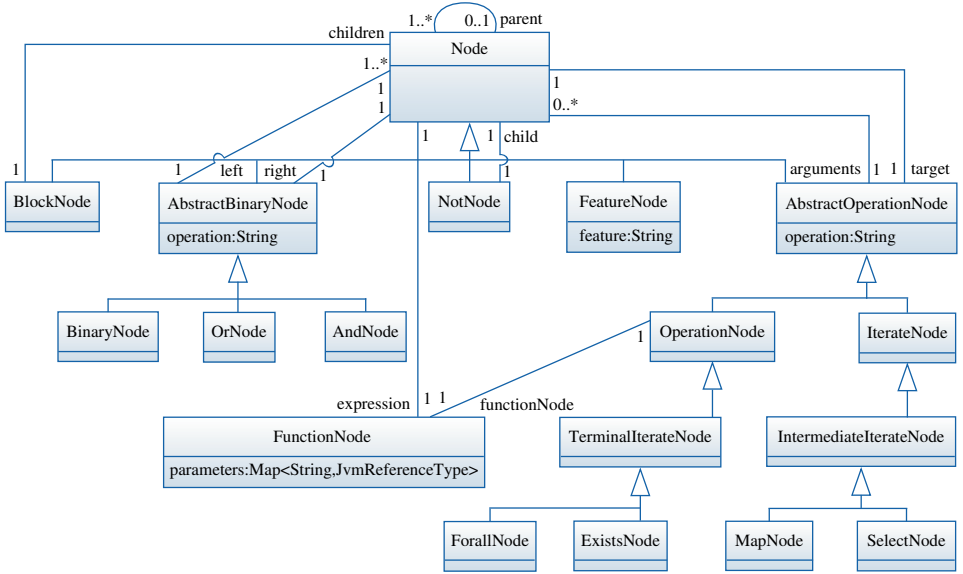 1..*
0..1
parent
children
Node
1..*
1
1
1
0..*
1
1
child
1
1
left
right
1
1
arguments
1
1
target
BlockNode
AbstractBinaryNode
operation:String
NotNode
FeatureNode
feature:String
AbstractOperationNode
operation:String
BinaryNode
OrNode
AndNode
OperationNode
IterateNode
1
expression
1
1
functionNode
FunctionNode
parameters:Map<String,JvmReferenceType>
TerminalIterateNode
IntermediateIterateNode
ForallNode
ExistsNode
MapNode
SelectNode